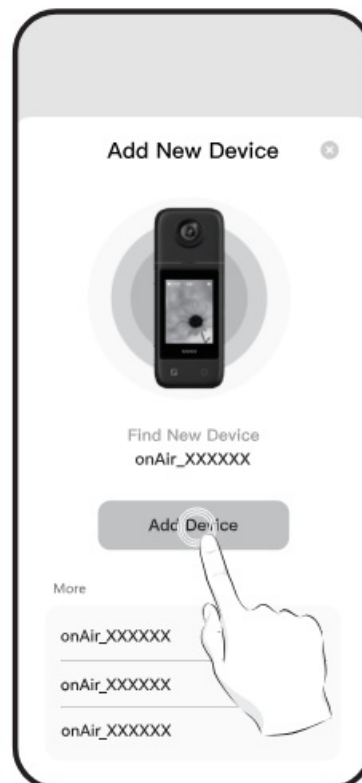 Add New Device
Find New Device
onAir_XXXXXX
Add Device
More
onAir_XXXXXX
onAir_XXXXXX
onAir_XXXXXX